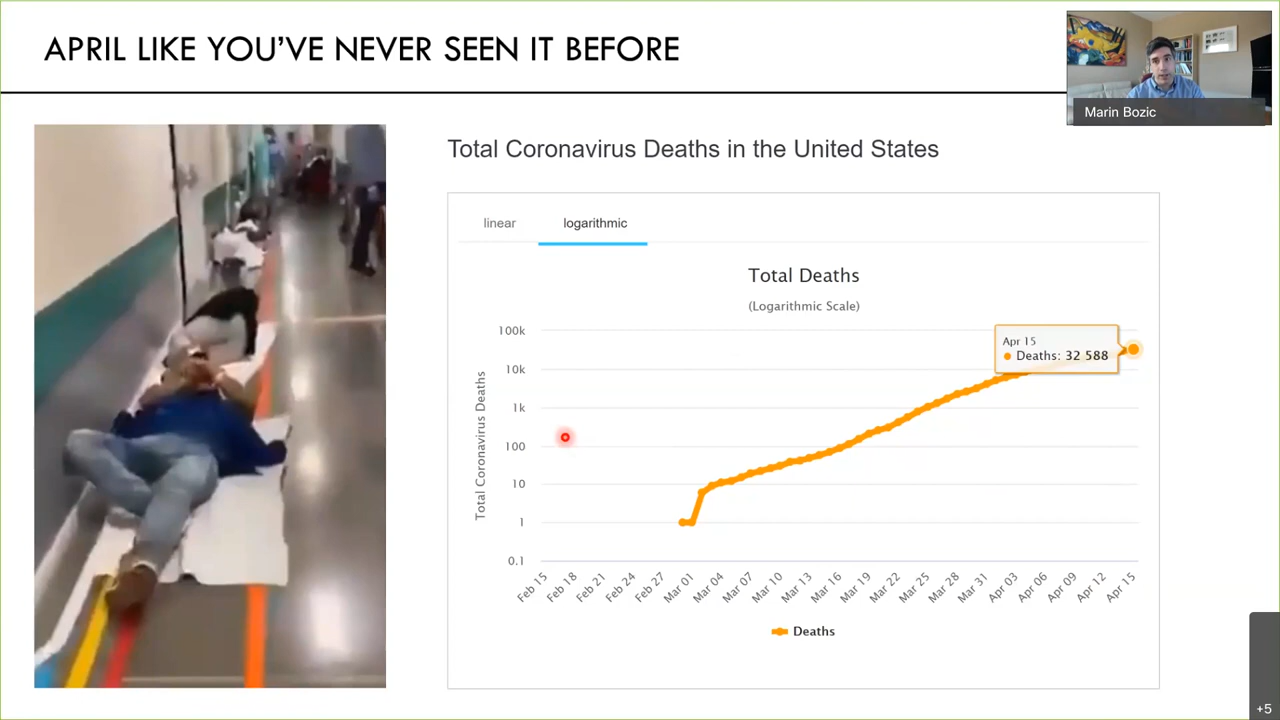 APRIL LIKE YOU'VE NEVER SEEN IT BEFORE
Marin Bozic
Total Coronavirus Deaths in the United States
linear
logarithmic
Total Deaths
(Logarithmic Scale)
Total Coronavirus Deaths
100k
10k
1k
100
10
1
0.1
Apr 15
Deaths: 32 588
Feb 15
Feb 18
Feb 21
Feb 24
Feb 27
Mar 01
Mar 04
Mar 07
Mar 10
Mar 13
Mar 16
Mar 19
Mar 22
Mar 25
Mar 28
Mar 31
Apr 03
Apr 06
Apr 09
Apr 12
Apr 15
Deaths
+5